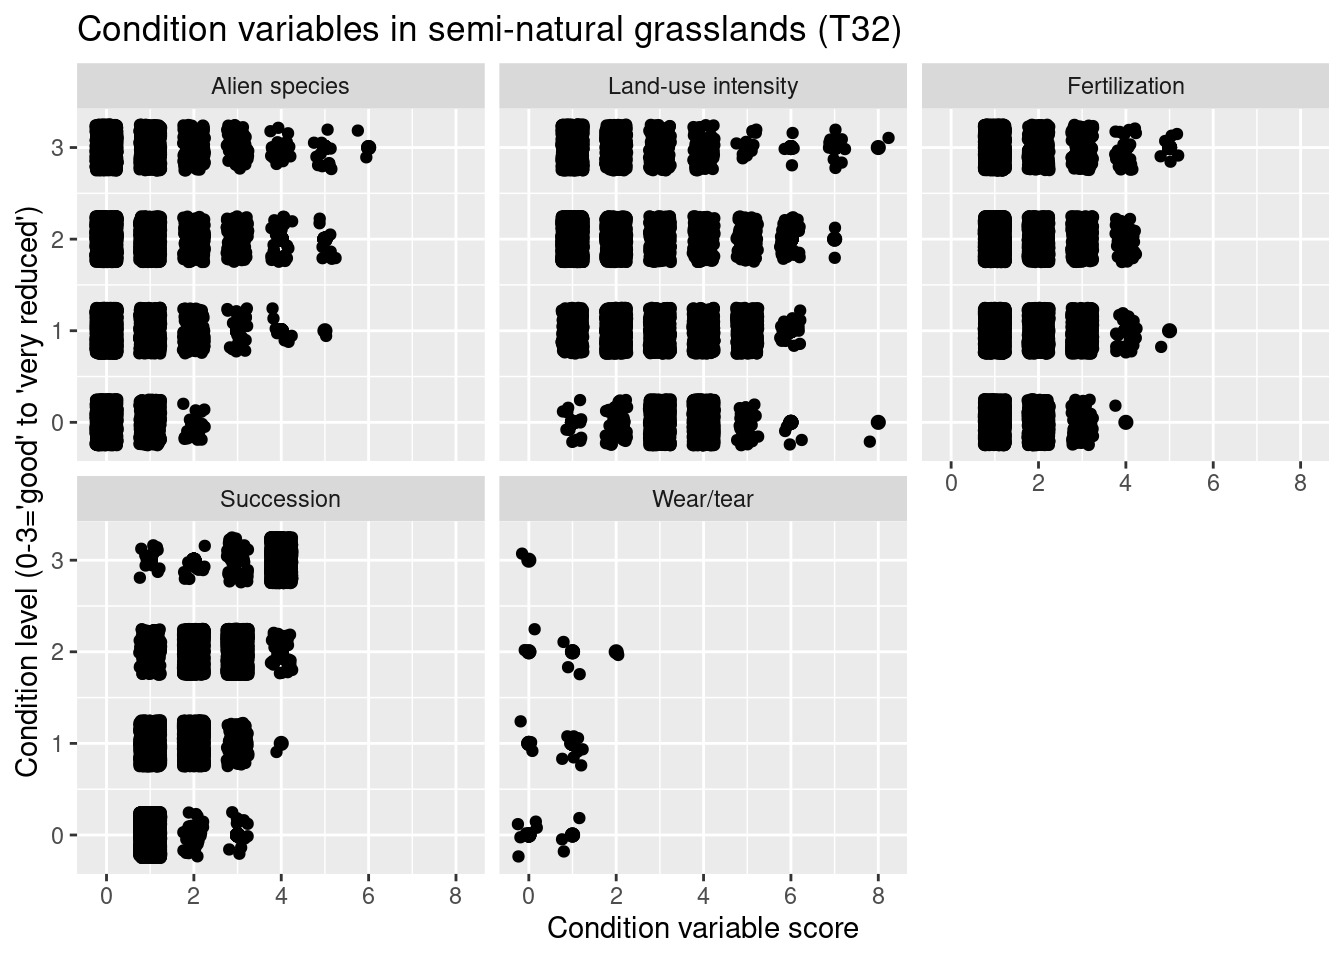 Condition variables in semi-natural grasslands (T32)
Alien species
Land-use intensity
Fertilization
3
2
1
0
0 2 4 6 8
Succession
Wear/tear
3
2
1
0
0 2 4 6 8
0 2 4 6 8
Condition variable score
Condition level (0-3='good' to 'very reduced')